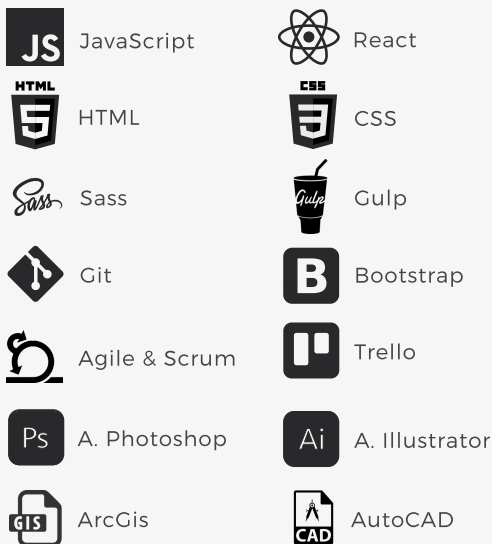 JS JavaScript
React
HTML
HTML
CSS
CSS
Sass Sass
Gulp Gulp
Git
B Bootstrap
Agile & Scrum
Trello
Ps A. Photoshop
Ai A. Illustrator
GIS ArcGis
CAD AutoCAD